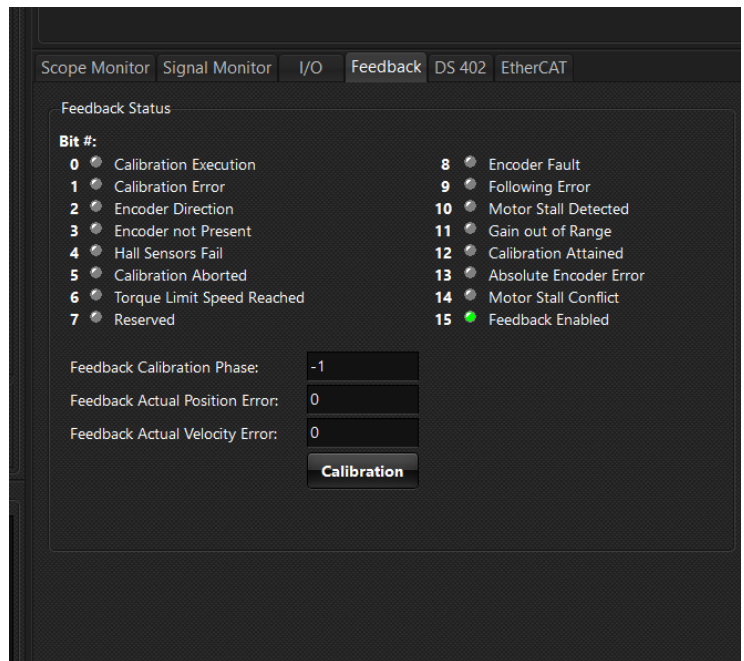 Scope Monitor Signal Monitor I/O Feedback DS 402 EtherCAT
Feedback Status
Bit #:
0 Calibration Execution
1 Calibration Error
2 Encoder Direction
3 Encoder not Present
4 Hall Sensors Fail
5 Calibration Aborted
6 Torque Limit Speed Reached
7 Reserved
8 Encoder Fault
9 Following Error
10 Motor Stall Detected
11 Gain out of Range
12 Calibration Attained
13 Absolute Encoder Error
14 Motor Stall Conflict
15 Feedback Enabled
Feedback Calibration Phase: -1
Feedback Actual Position Error: 0
Feedback Actual Velocity Error: 0
Calibration